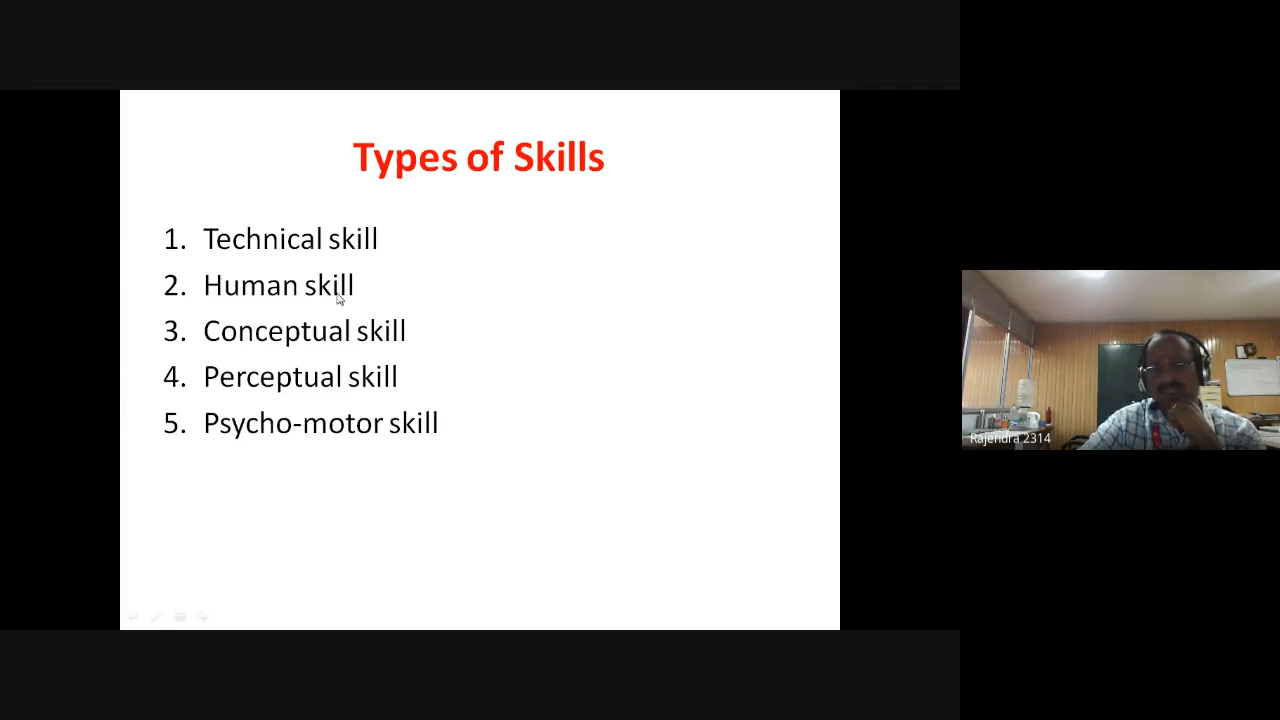 Types of Skills
1. Technical skill
2. Human skill
3. Conceptual skill
4. Perceptual skill
5. Psycho-motor skill
Rajendra 2314